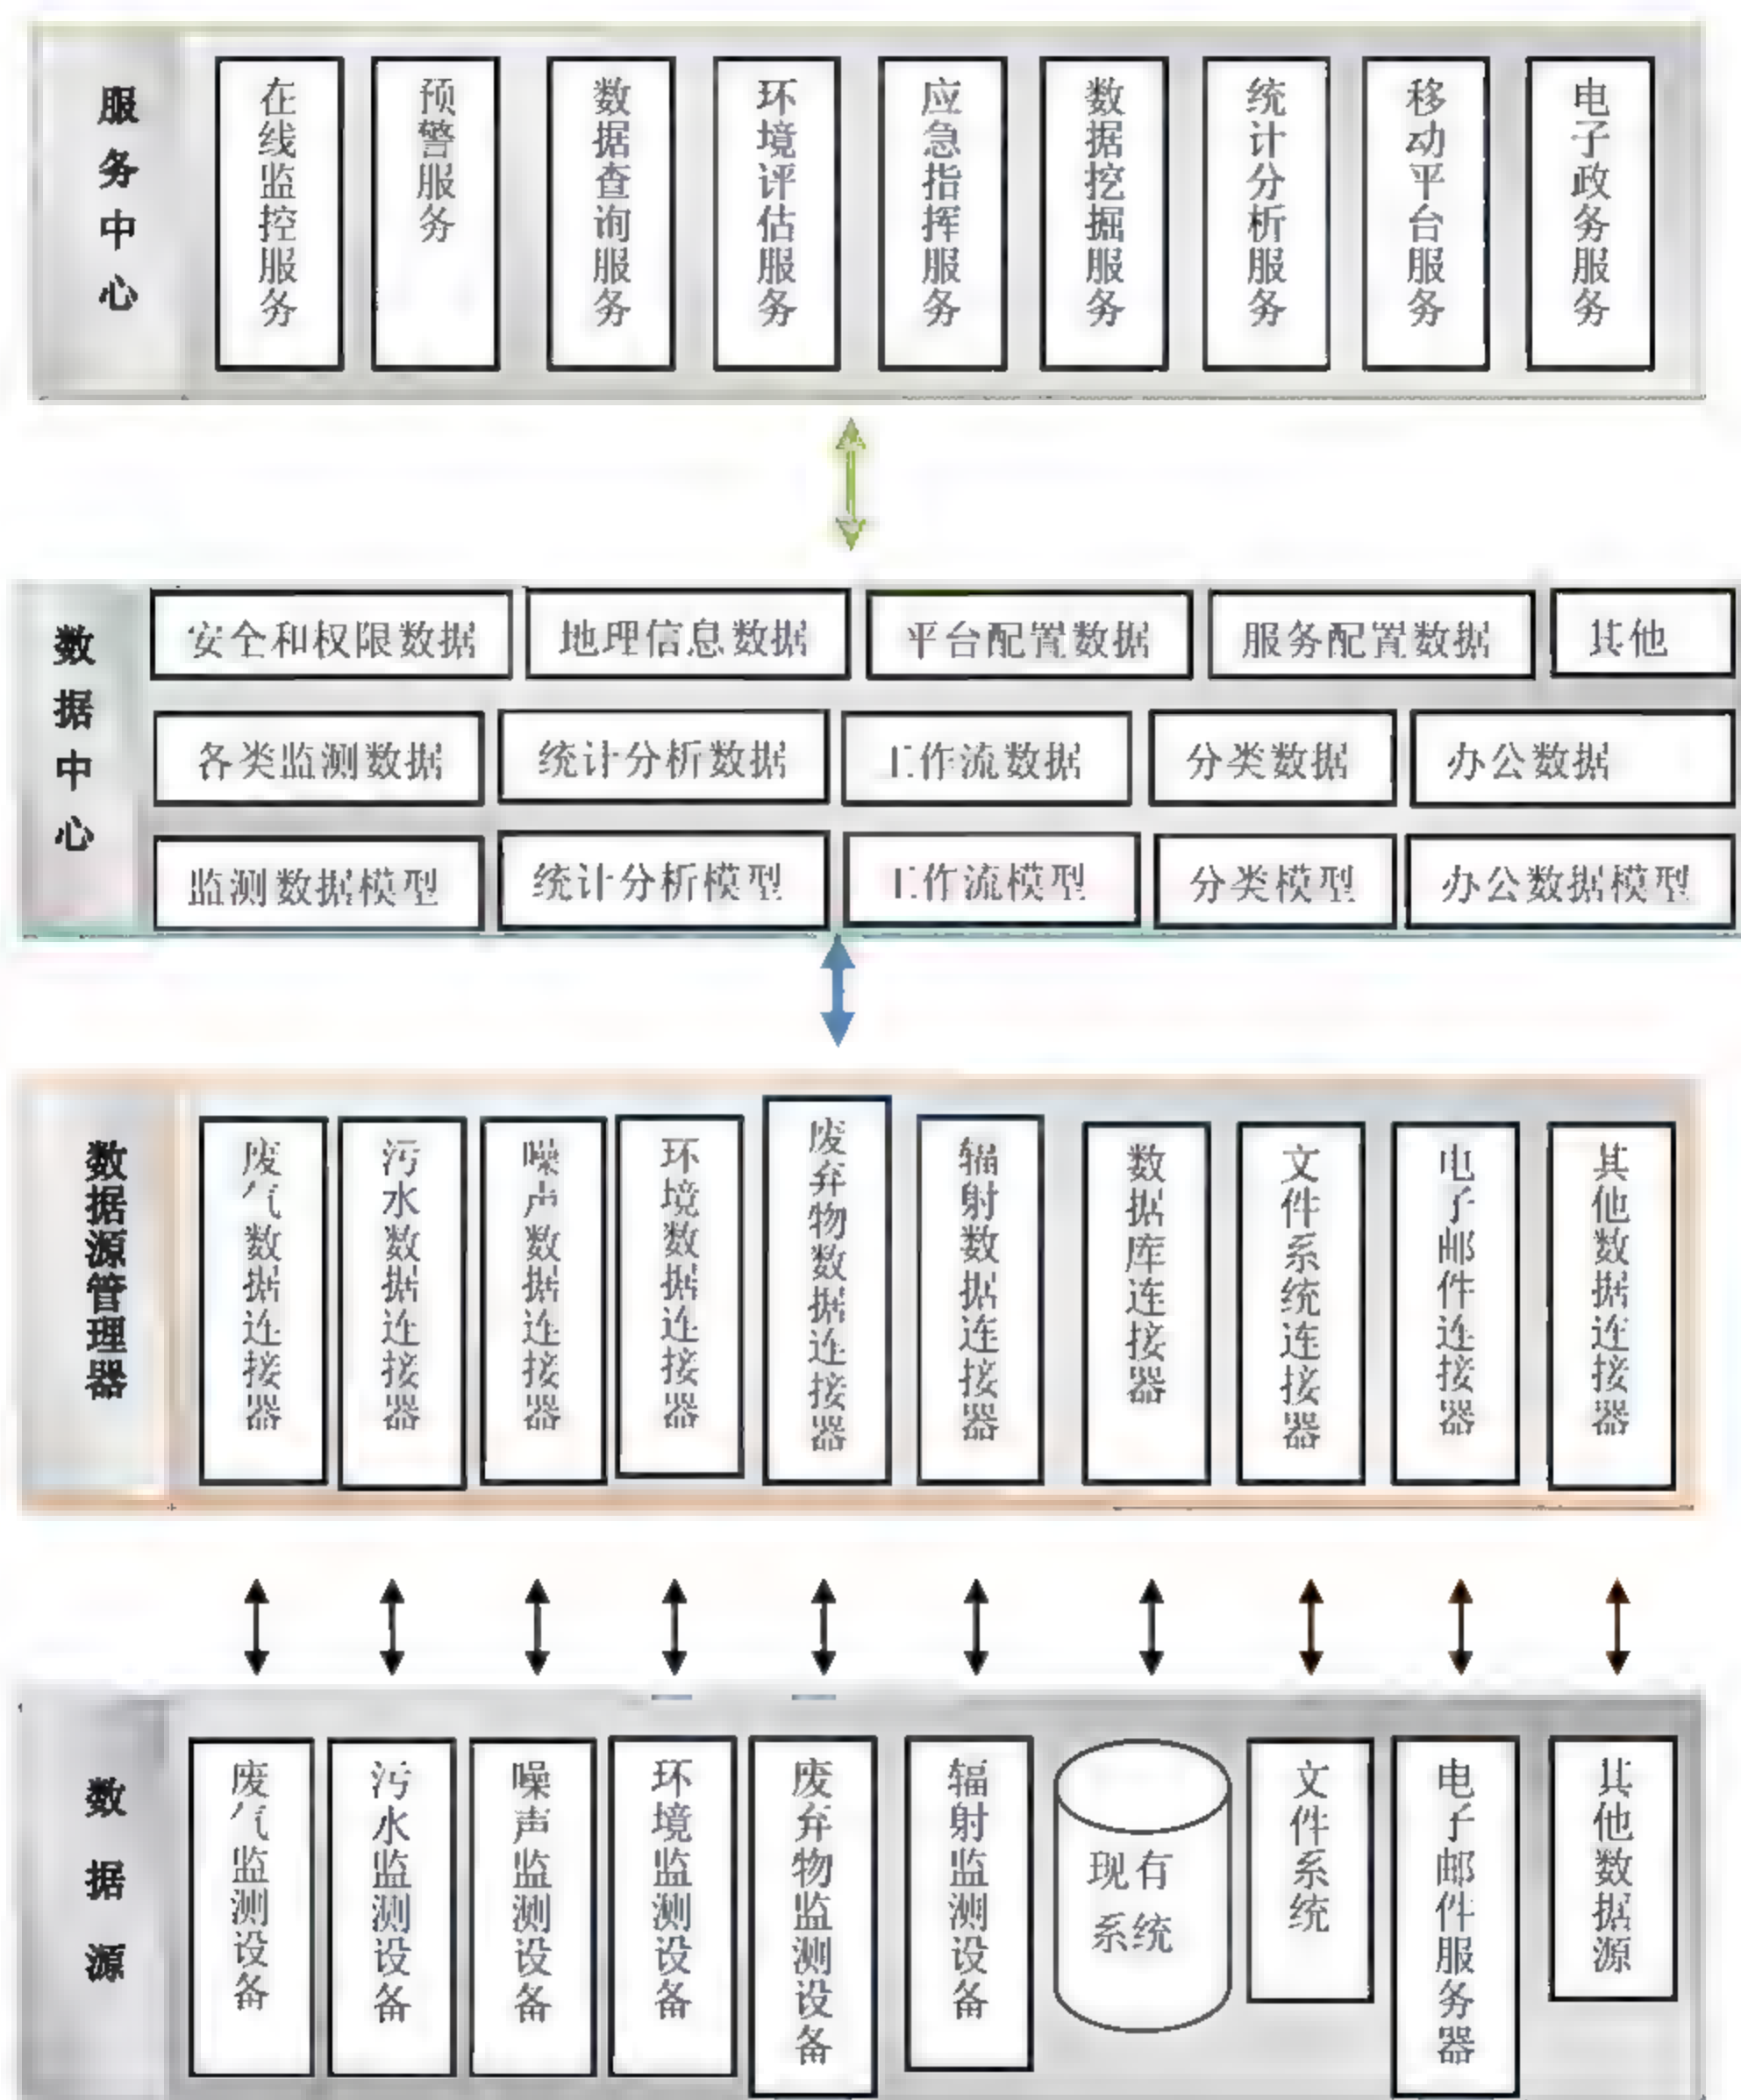 服务中心
在线监控服务
预警服务
数据查询服务
环境评估服务
应急指挥服务
数据挖掘服务
统计分析服务
移动平台服务
电子政务服务
数据中心
安全和权限数据
地理信息数据
平台配置数据
服务配置数据
其他
各类监测数据
统计分析数据
工作流数据
分类数据
办公数据
监测数据模型
统计分析模型
工作流模型
分类模型
办公数据模型
数据源管理器
废气数据连接器
污水数据连接器
噪声数据连接器
环境数据连接器
废弃物数据连接器
辐射数据连接器
数据库连接器
文件系统连接器
电子邮件连接器
其他数据连接器
数据源
废气监测设备
污水监测设备
噪声监测设备
环境监测设备
废弃物监测设备
辐射监测设备
现有
系统
文件系统
电子邮件服务器
其他数据源